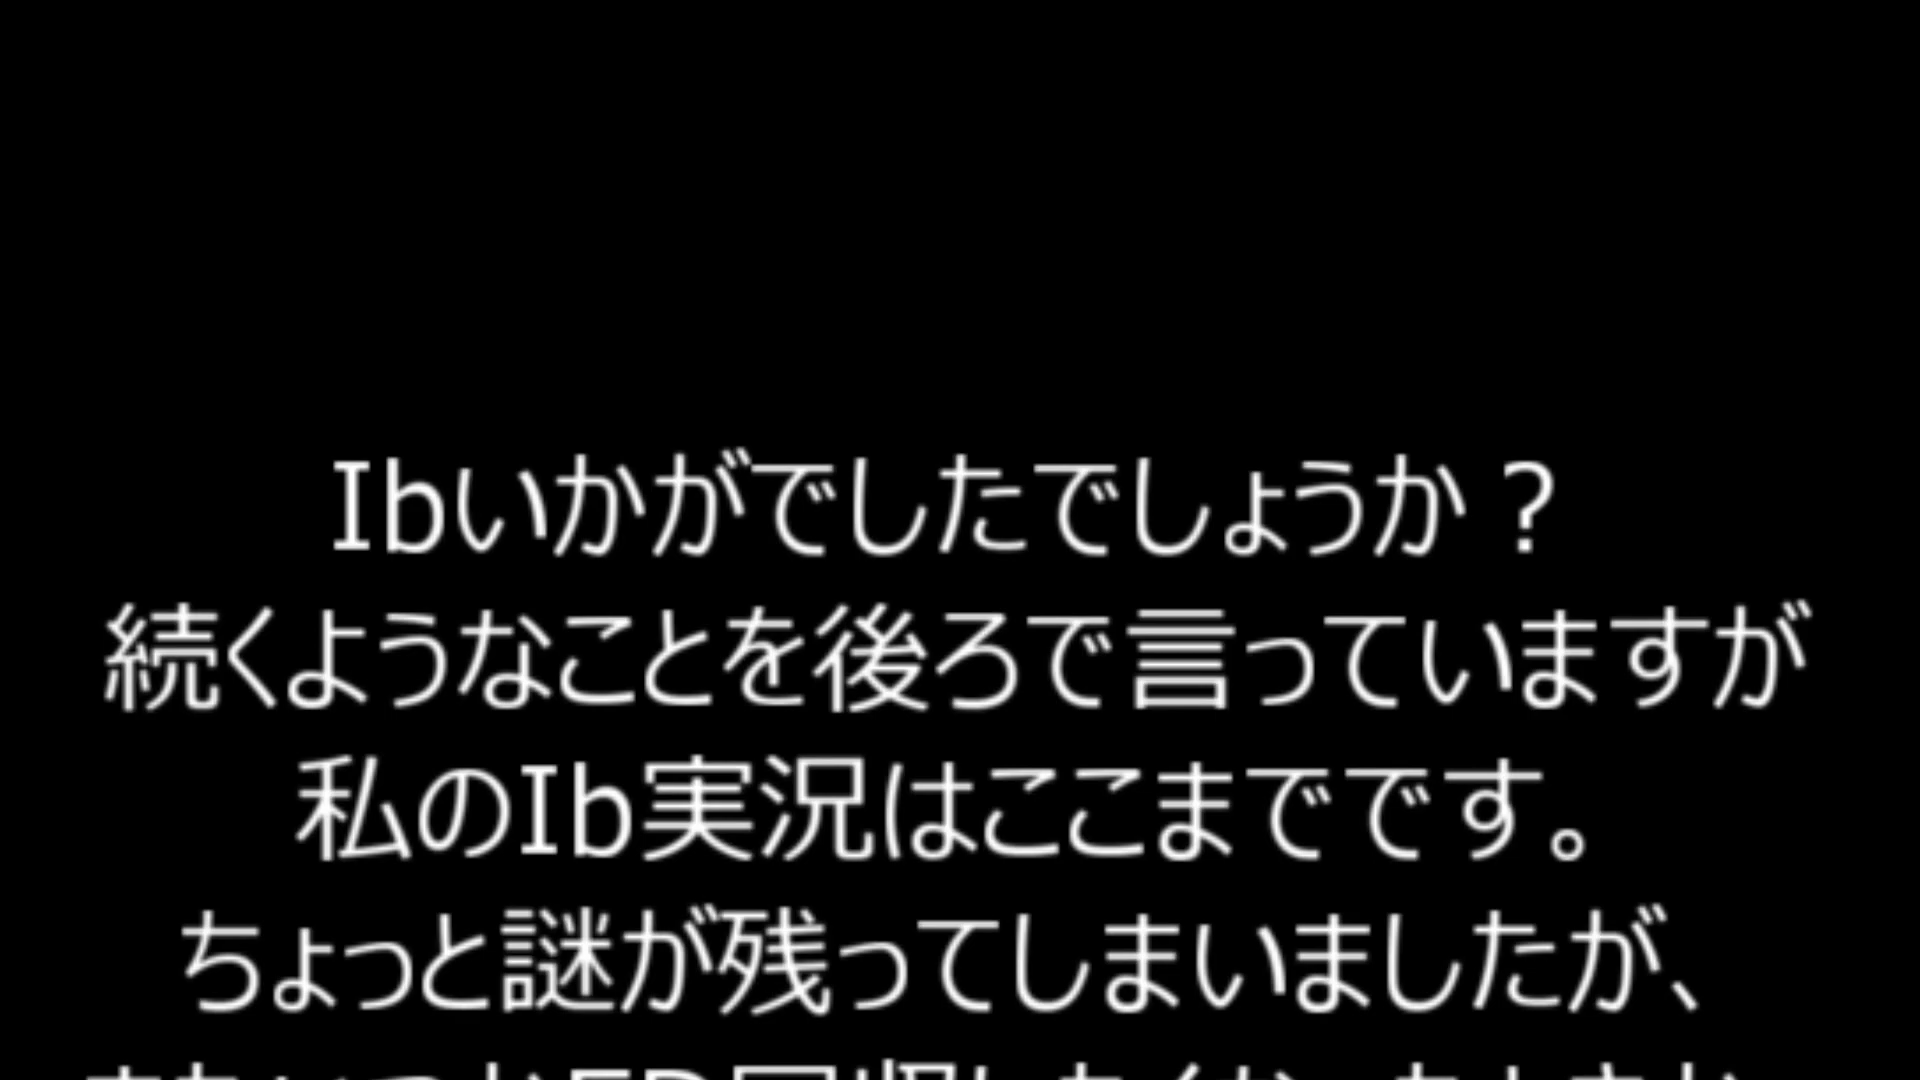 Ibいかがでしたでしょうか？
続くようなことを後ろで言っていますが
私のIb実況はここまでです。
ちょっと謎が残ってしまいましたが、